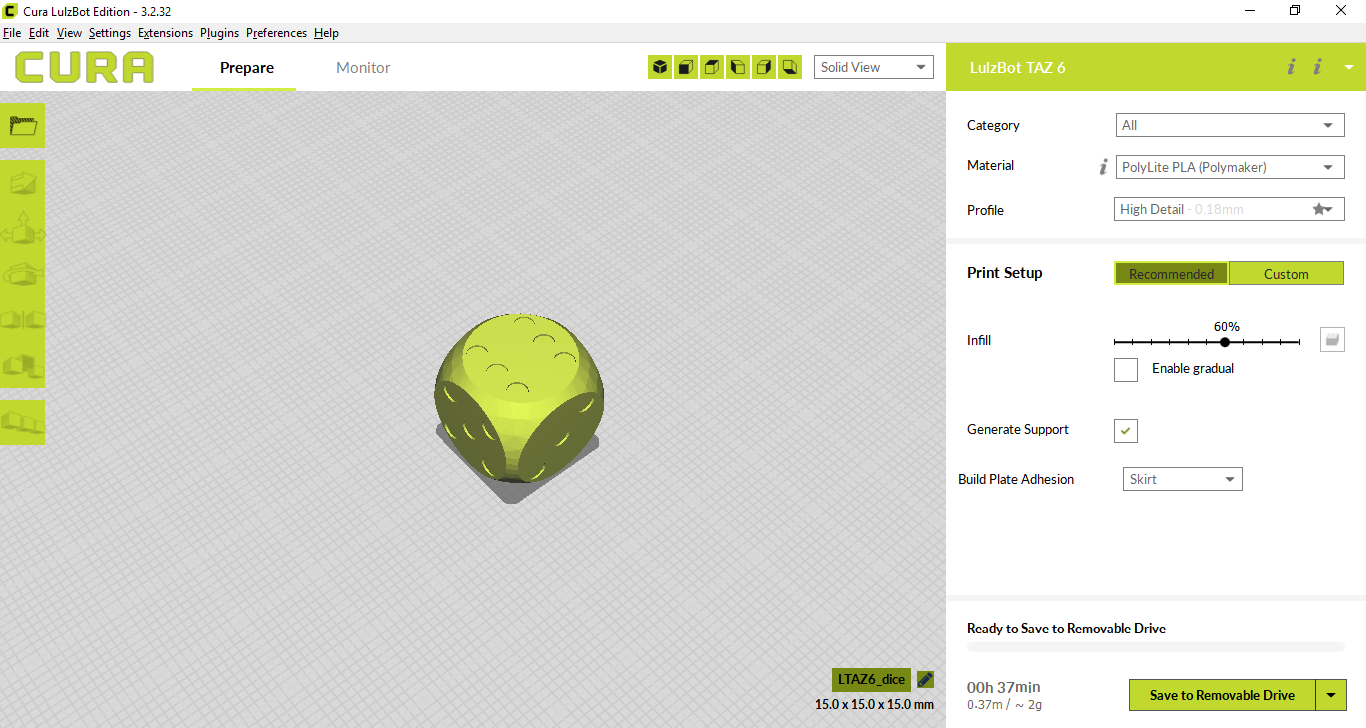 Cura LulzBot Edition - 3.2.32
File Edit View Settings Extensions Plugins Preferences Help
CURA Prepare Monitor Solid View
LulzBot TAZ 6 i i
Category All
Material i PolyLite PLA (Polymaker)
Profile High Detail - 0.18mm
Print Setup Recommended Custom
60%
Infill
Enable gradual
Generate Support
Build Plate Adhesion Skirt
Ready to Save to Removable Drive
LTAZ6_dice
15.0 x 15.0 x 15.0 mm
00h 37min
0.37m / ~ 2g
Save to Removable Drive